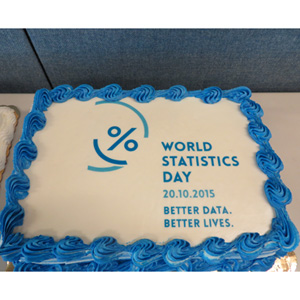 %
WORLD
STATISTICS
DAY
20.10.2015
BETTER DATA.
BETTER LIVES.